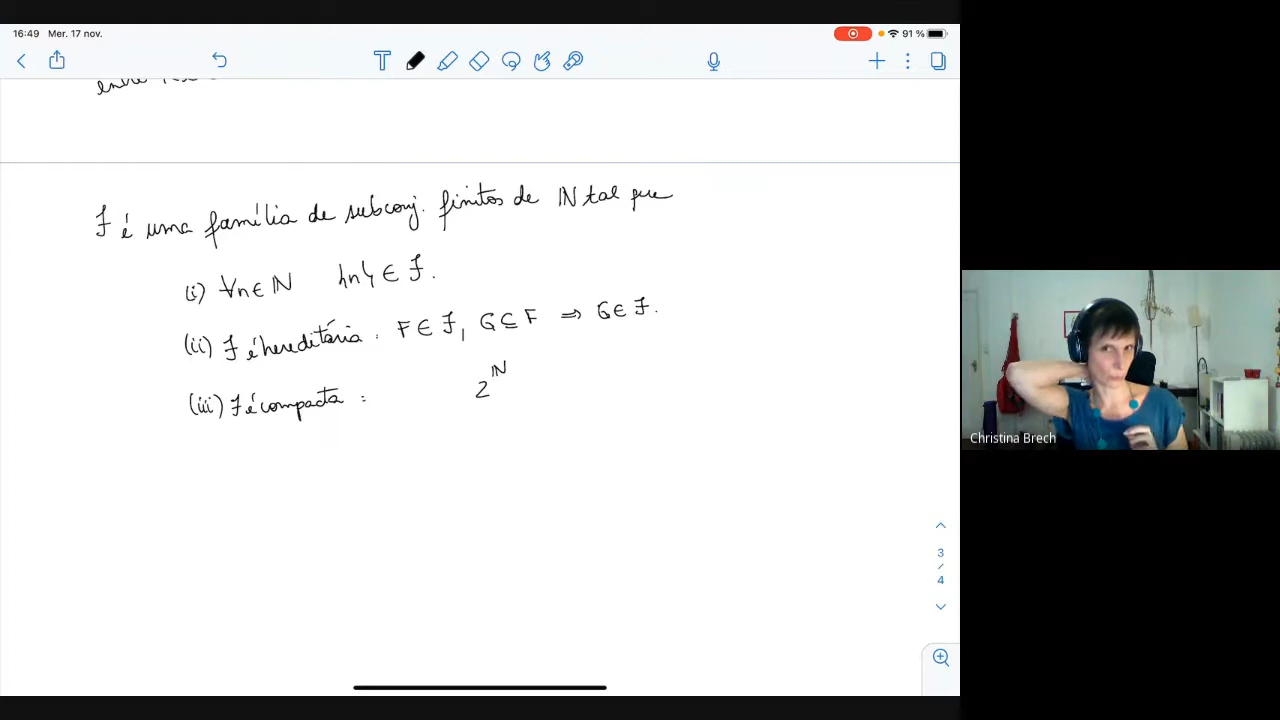 16:49 Mer. 17 nov. 91 %
entre
ℱ é uma família de subconj. finitos de ℕ tal que
(i) ∀n∈ℕ {n} ∈ ℱ.
(ii) ℱ é hereditária : F ∈ ℱ, G ⊆ F ⇒ G ∈ ℱ.
(iii) ℱ é compacta : 2^ℕ
Christina Brech
3
/
4